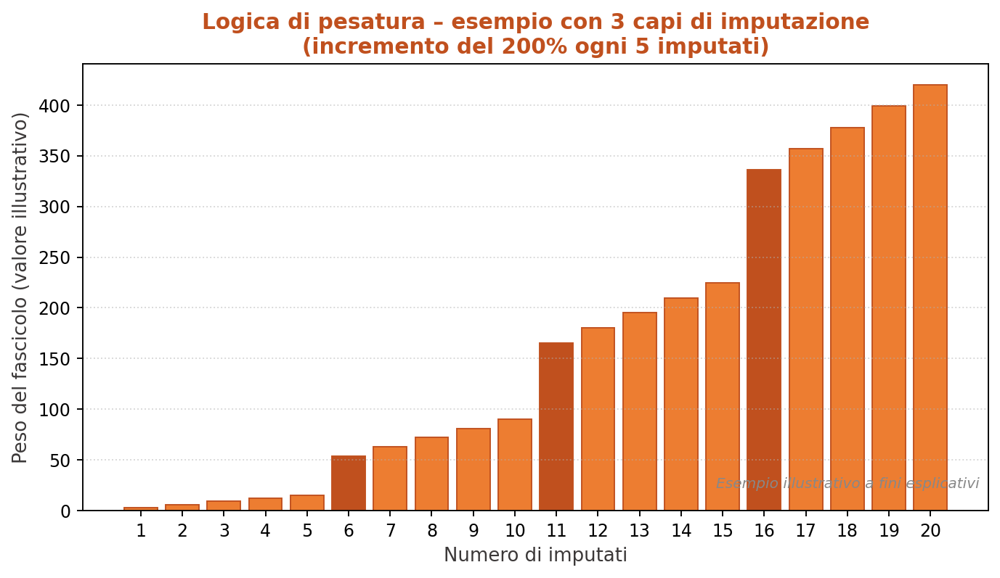 Logica di pesatura – esempio con 3 capi di imputazione
(incremento del 200% ogni 5 imputati)
Peso del fascicolo (valore illustrativo)
400
350
300
250
200
150
100
50
0
Esempio illustrativo a fini esplicativi
1 2 3 4 5 6 7 8 9 10 11 12 13 14 15 16 17 18 19 20
Numero di imputati